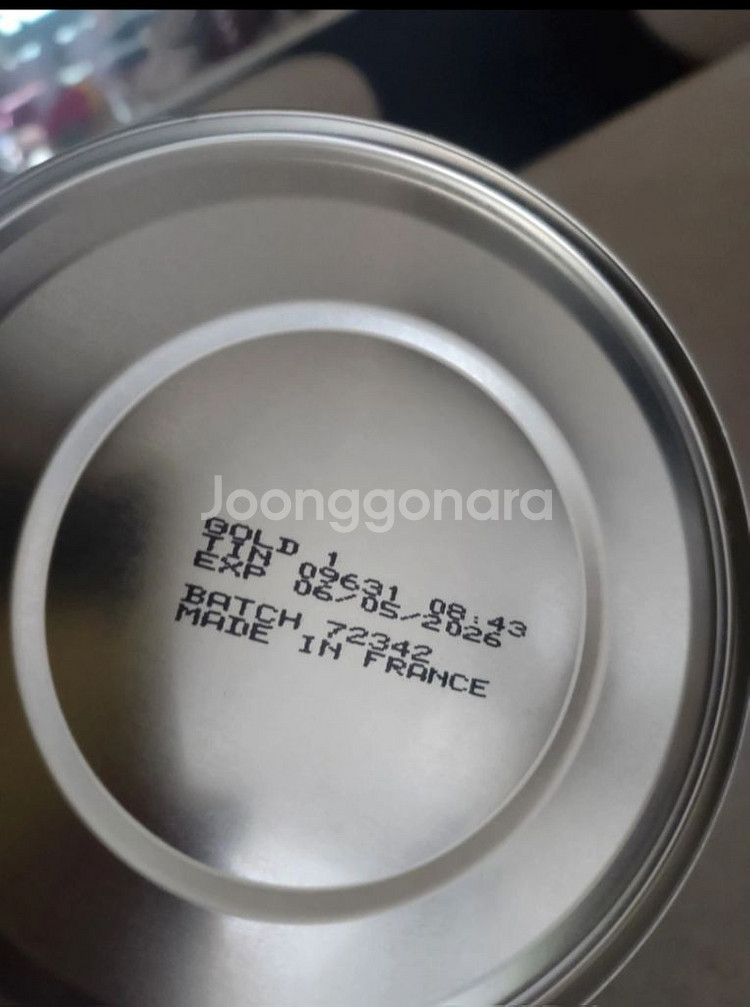 Joonggonara
GOLD 1
TIN 09631 08:43
EXP 06/05/2026
BATCH 72342
MADE IN FRANCE